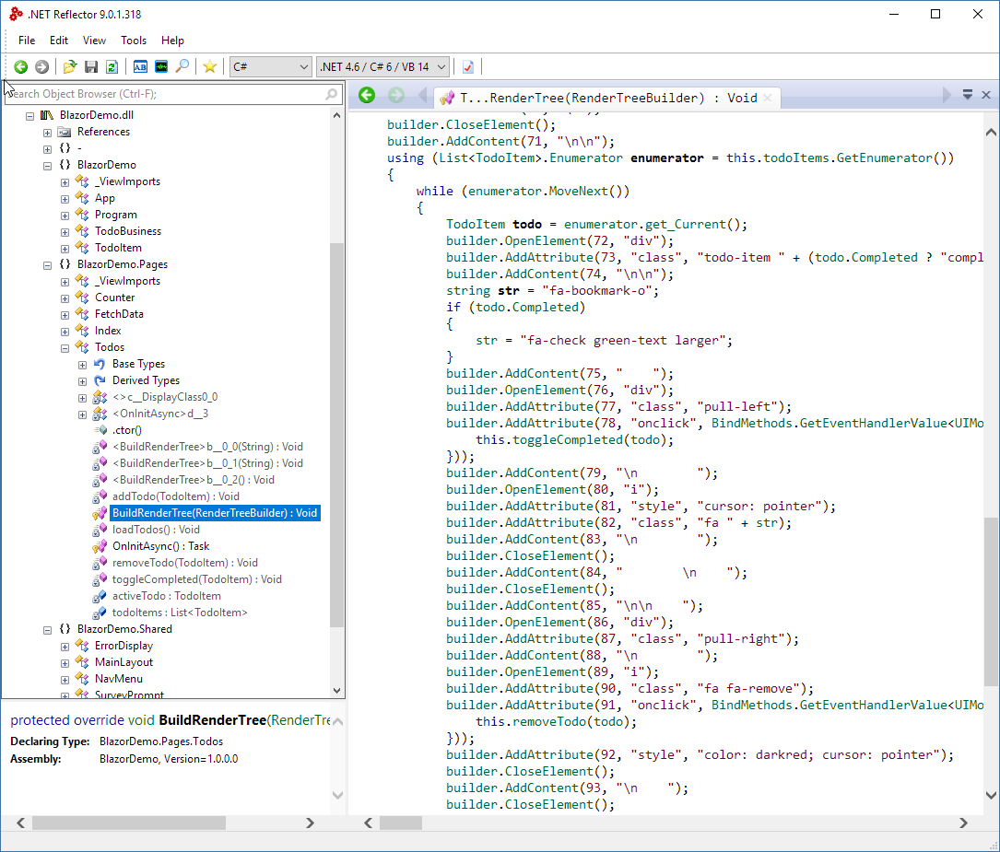 .NET Reflector 9.0.1.318
File Edit View Tools Help
C# .NET 4.6 / C# 6 / VB 14
Search Object Browser (Ctrl-F);
BlazorDemo.dll
References
{} -
{} BlazorDemo
_ViewImports
App
Program
TodoBusiness
TodoItem
{} BlazorDemo.Pages
_ViewImports
Counter
FetchData
Index
Todos
Base Types
Derived Types
<>c__DisplayClass0_0
<OnInitAsync>d__3
.ctor()
<BuildRenderTree>b__0_0(String) : Void
<BuildRenderTree>b__0_1(String) : Void
<BuildRenderTree>b__0_2() : Void
addTodo(TodoItem) : Void
BuildRenderTree(RenderTreeBuilder) : Void
loadTodos() : Void
OnInitAsync() : Task
removeTodo(TodoItem) : Void
toggleCompleted(TodoItem) : Void
activeTodo : TodoItem
todoItems : List<TodoItem>
{} BlazorDemo.Shared
ErrorDisplay
MainLayout
NavMenu
SurveyPrompt
protected override void BuildRenderTree(RenderTre
Declaring Type: BlazorDemo.Pages.Todos
Assembly: BlazorDemo, Version=1.0.0.0
T...RenderTree(RenderTreeBuilder) : Void
builder.CloseElement();
builder.AddContent(71, "\n\n");
using (List<TodoItem>.Enumerator enumerator = this.todoItems.GetEnumerator())
{
while (enumerator.MoveNext())
{
TodoItem todo = enumerator.get_Current();
builder.OpenElement(72, "div");
builder.AddAttribute(73, "class", "todo-item " + (todo.Completed ? "compl
builder.AddContent(74, "\n\n");
string str = "fa-bookmark-o";
if (todo.Completed)
{
str = "fa-check green-text larger";
}
builder.AddContent(75, "    ");
builder.OpenElement(76, "div");
builder.AddAttribute(77, "class", "pull-left");
builder.AddAttribute(78, "onclick", BindMethods.GetEventHandlerValue<UIMo
this.toggleCompleted(todo);
}));
builder.AddContent(79, "\n        ");
builder.OpenElement(80, "i");
builder.AddAttribute(81, "style", "cursor: pointer");
builder.AddAttribute(82, "class", "fa " + str);
builder.AddContent(83, "\n        ");
builder.CloseElement();
builder.AddContent(84, "        \n    ");
builder.CloseElement();
builder.AddContent(85, "\n\n    ");
builder.OpenElement(86, "div");
builder.AddAttribute(87, "class", "pull-right");
builder.AddContent(88, "\n        ");
builder.OpenElement(89, "i");
builder.AddAttribute(90, "class", "fa fa-remove");
builder.AddAttribute(91, "onclick", BindMethods.GetEventHandlerValue<UIMo
this.removeTodo(todo);
}));
builder.AddAttribute(92, "style", "color: darkred; cursor: pointer");
builder.CloseElement();
builder.AddContent(93, "\n    ");
builder.CloseElement();